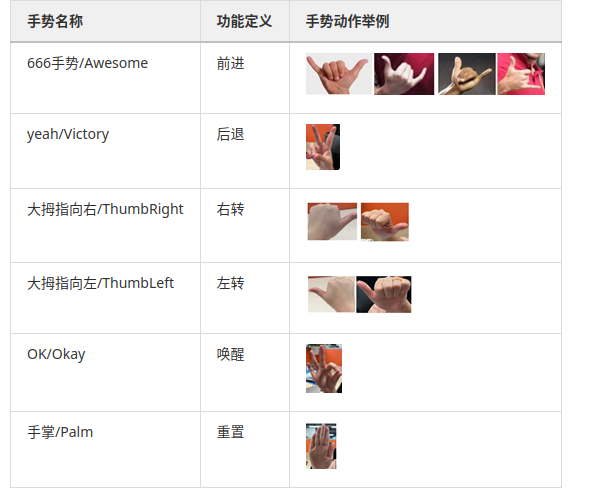 手势名称 功能定义 手势动作举例
666手势/Awesome 前进
yeah/Victory 后退
大拇指向右/ThumbRight 右转
大拇指向左/ThumbLeft 左转
OK/Okay 唤醒
手掌/Palm 重置